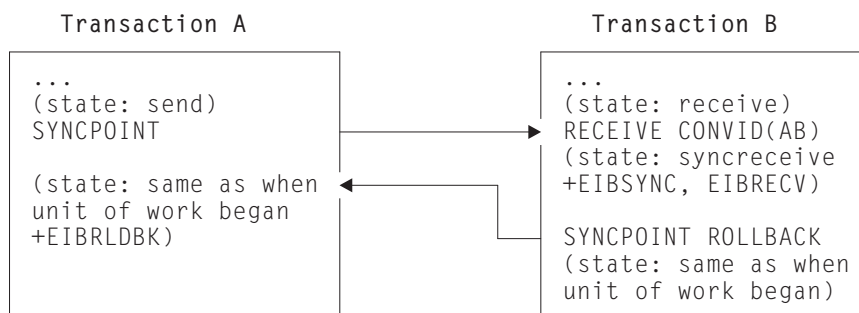 Transaction A
...
(state: send)
SYNCPOINT
(state: same as when
unit of work began
+EIBRLDBK)
Transaction B
...
(state: receive)
RECEIVE CONVID(AB)
(state: syncreceive
+EIBSYNC, EIBRECV)
SYNCPOINT ROLLBACK
(state: same as when
unit of work began)